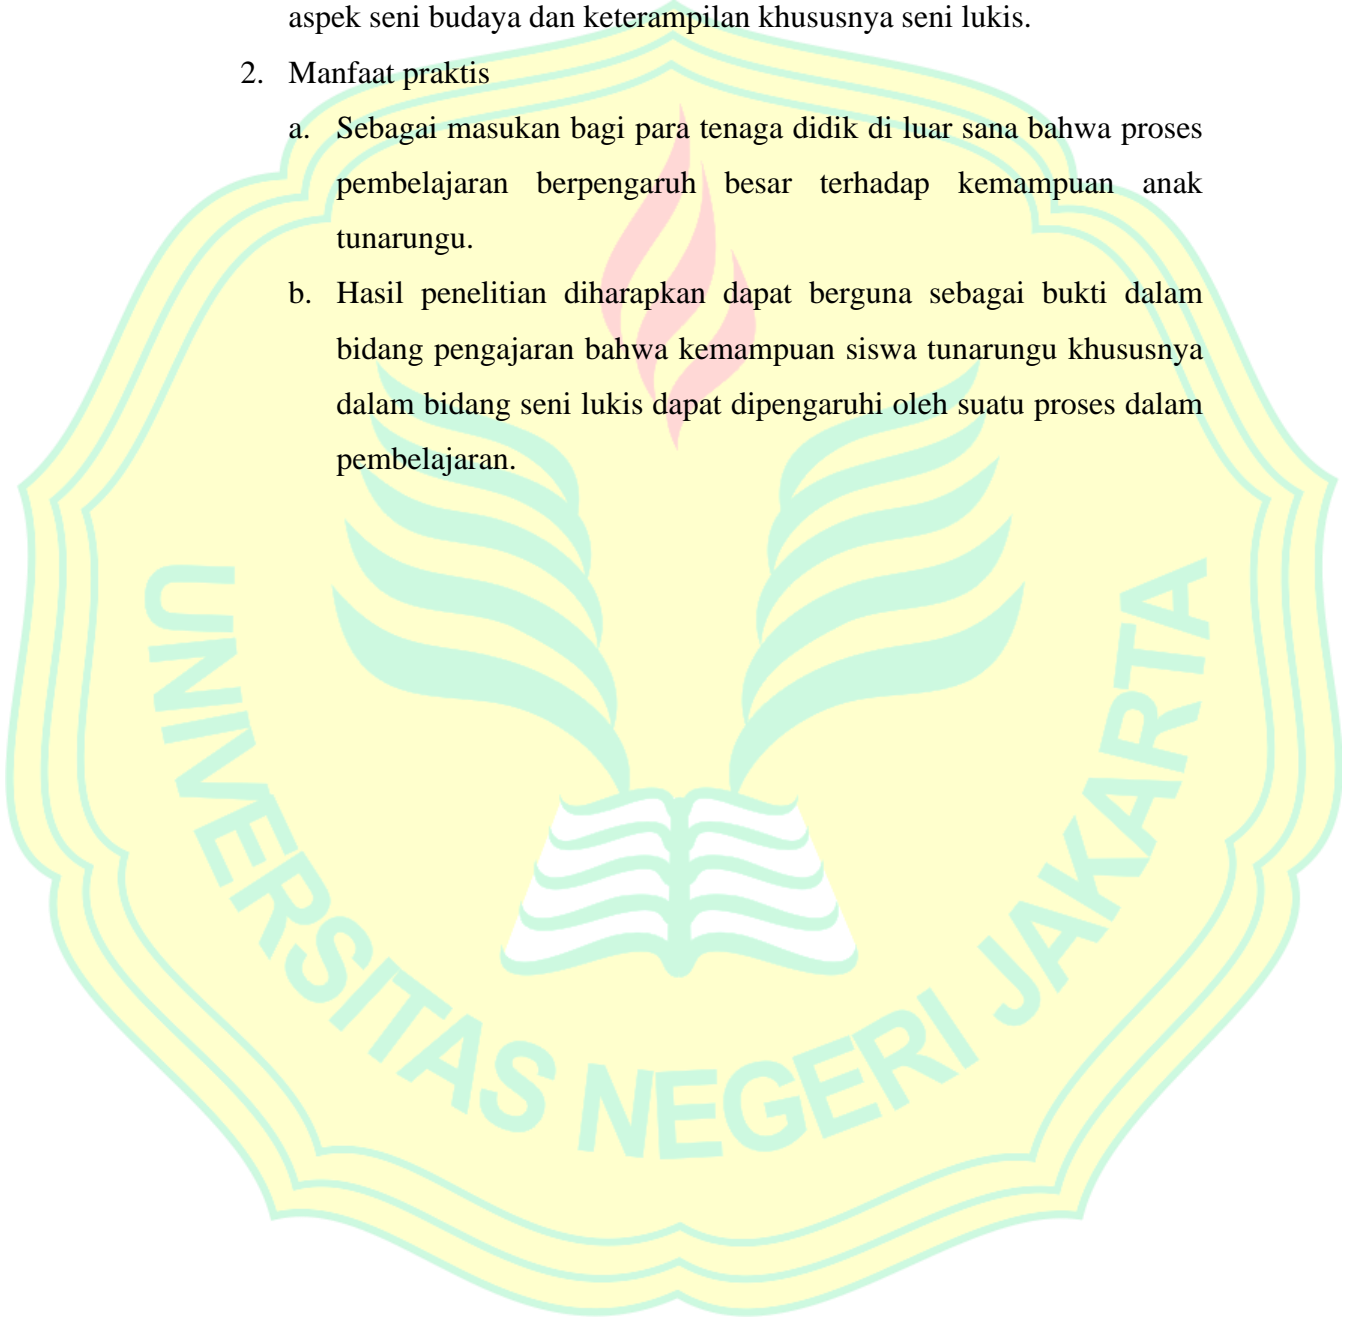 aspek seni budaya dan keterampilan khususnya seni lukis.
2. Manfaat praktis
a. Sebagai masukan bagi para tenaga didik di luar sana bahwa proses
pembelajaran berpengaruh besar terhadap kemampuan anak
tunarungu.
b. Hasil penelitian diharapkan dapat berguna sebagai bukti dalam
bidang pengajaran bahwa kemampuan siswa tunarungu khususnya
dalam bidang seni lukis dapat dipengaruhi oleh suatu proses dalam
pembelajaran.
UNIVERSITAS NEGERI JAKARTA